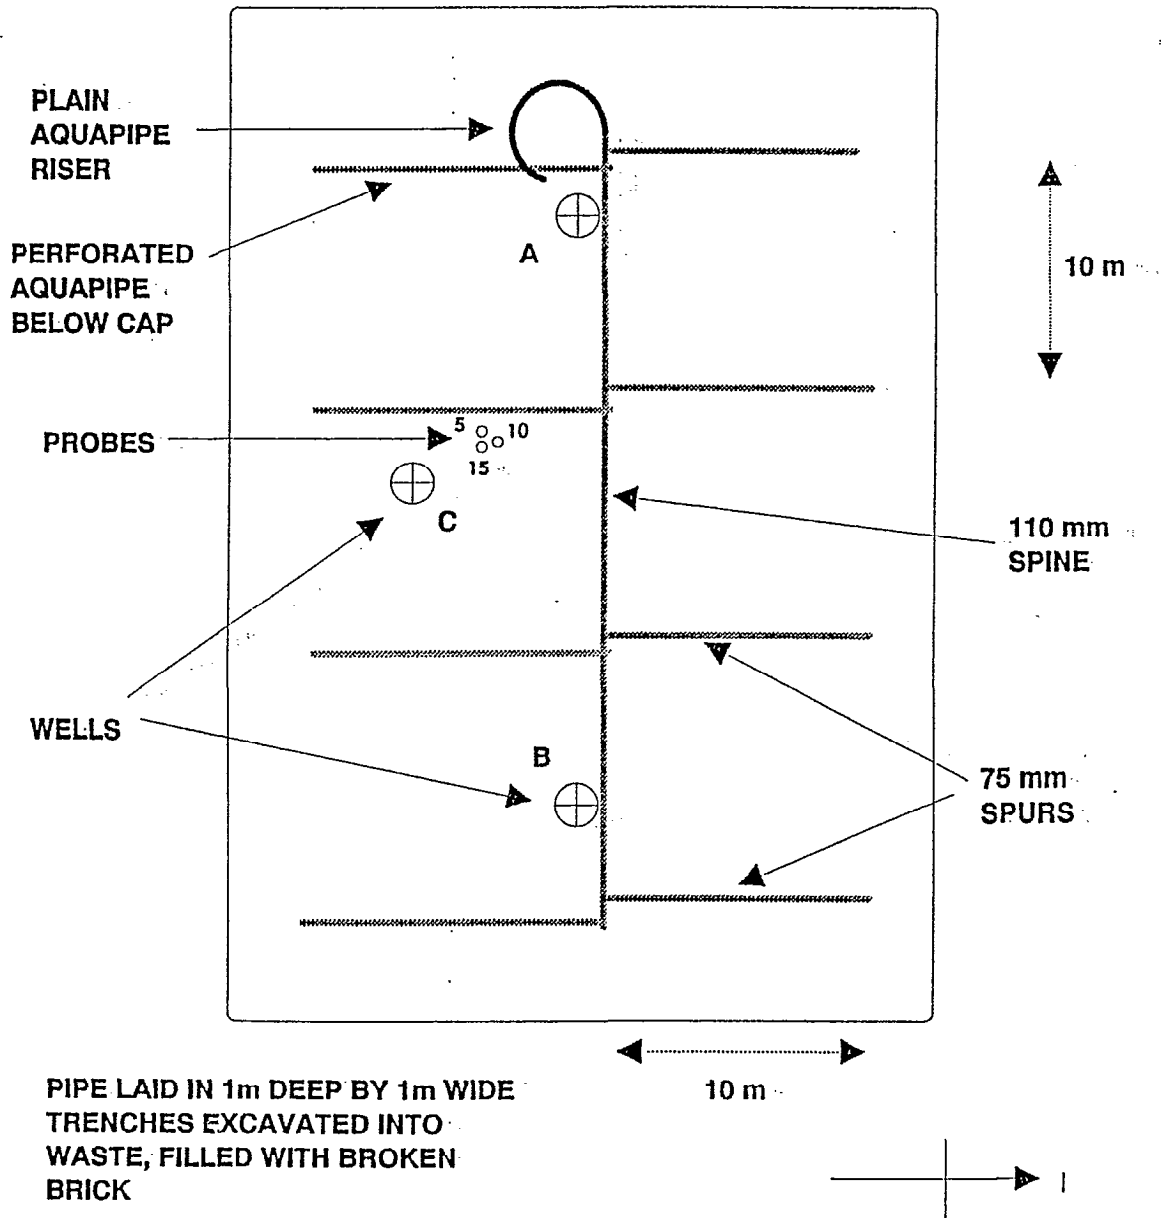 PLAIN
AQUAPIPE
RISER
PERFORATED
AQUAPIPE
BELOW CAP
A
10 m
PROBES
5
10
15
C
110 mm
SPINE
WELLS
B
75 mm
SPURS
10 m
PIPE LAID IN 1m DEEP BY 1m WIDE
TRENCHES EXCAVATED INTO
WASTE, FILLED WITH BROKEN
BRICK